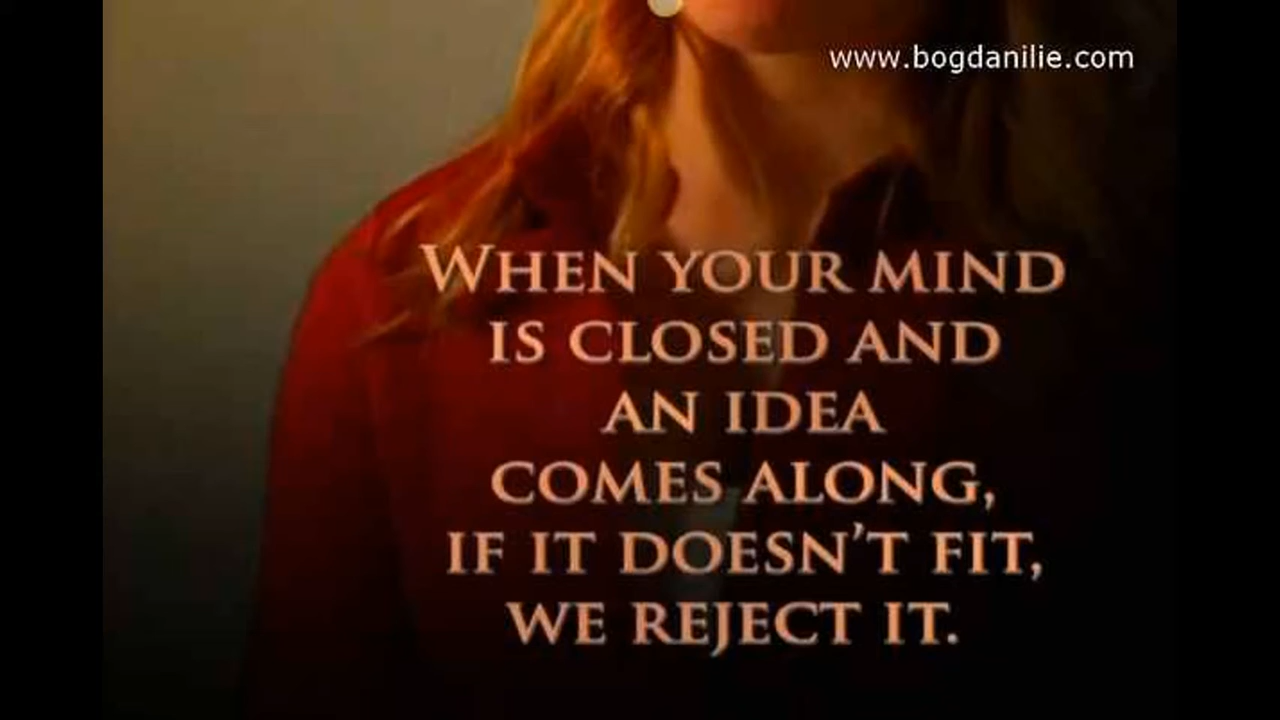 www.bogdanilie.com
WHEN YOUR MIND
IS CLOSED AND
AN IDEA
COMES ALONG,
IF IT DOESN'T FIT,
WE REJECT IT.